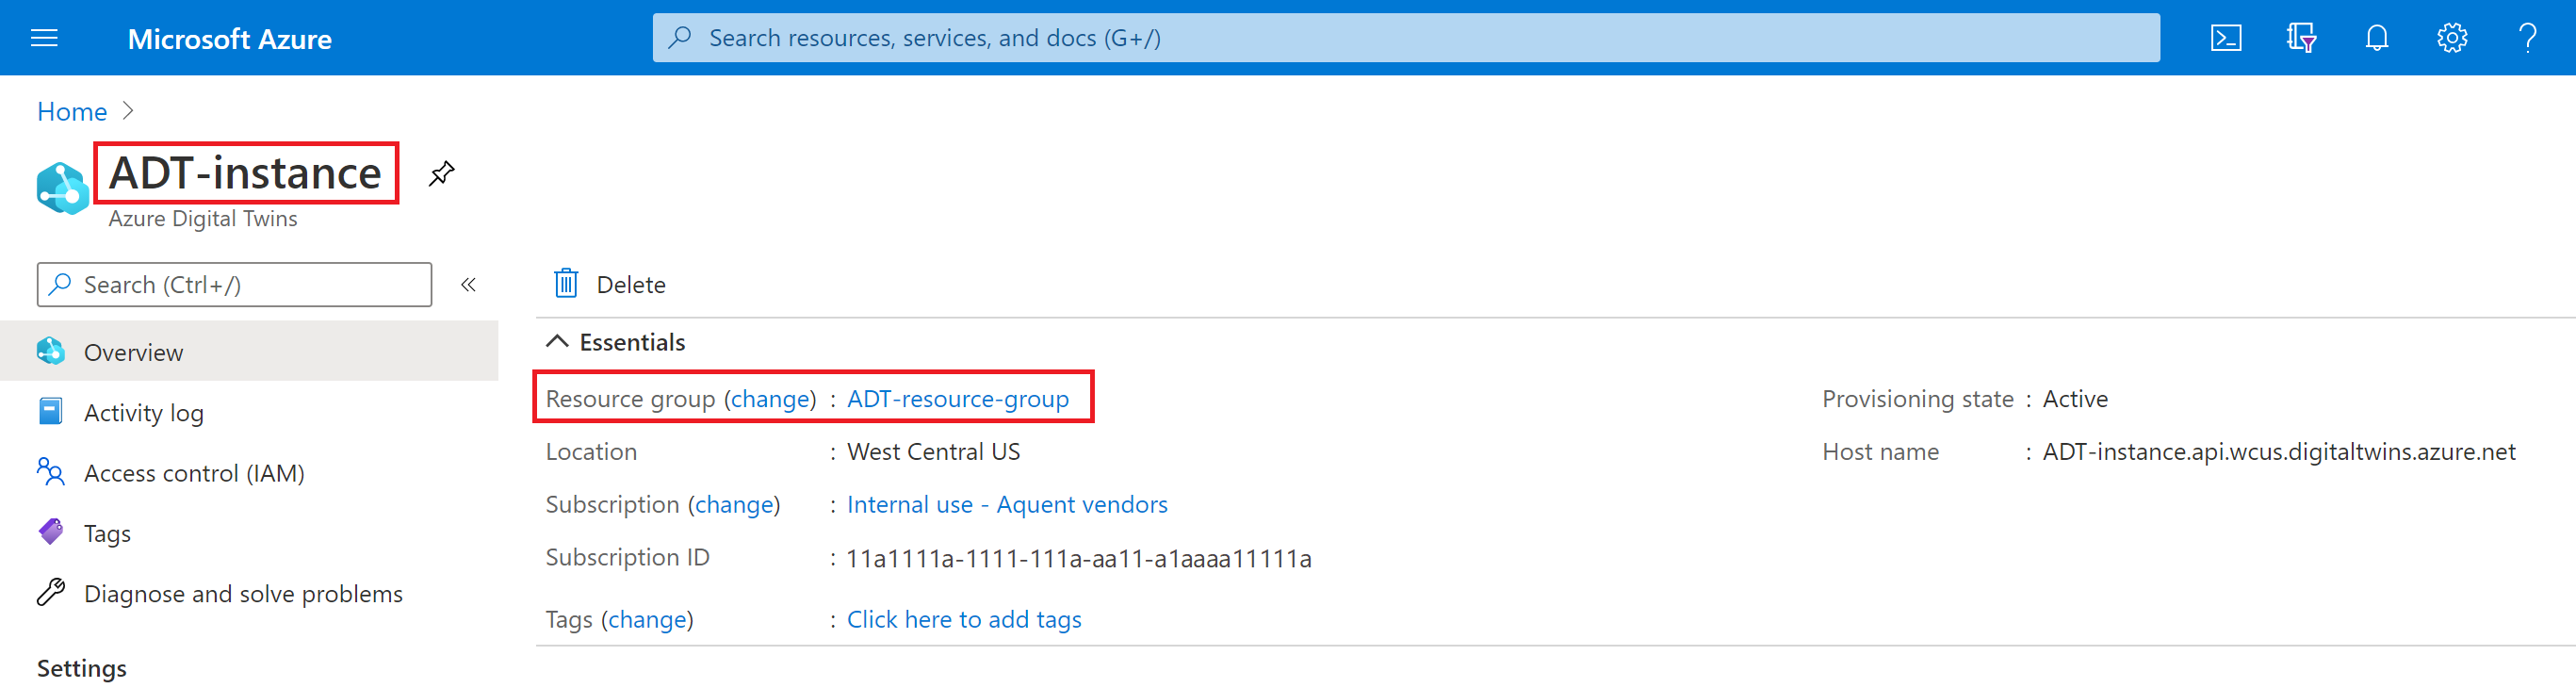 Microsoft Azure
Search resources, services, and docs (G+/)
Home
ADT-instance
Azure Digital Twins
Search (Ctrl+/)
«
Delete
Overview
Activity log
Access control (IAM)
Tags
Diagnose and solve problems
Settings
Essentials
Resource group (change) : ADT-resource-group
Location : West Central US
Subscription (change) : Internal use - Aquent vendors
Subscription ID : 11a1111a-1111-111a-aa11-a1aaaa11111a
Tags (change) : Click here to add tags
Provisioning state : Active
Host name : ADT-instance.api.wcus.digitaltwins.azure.net